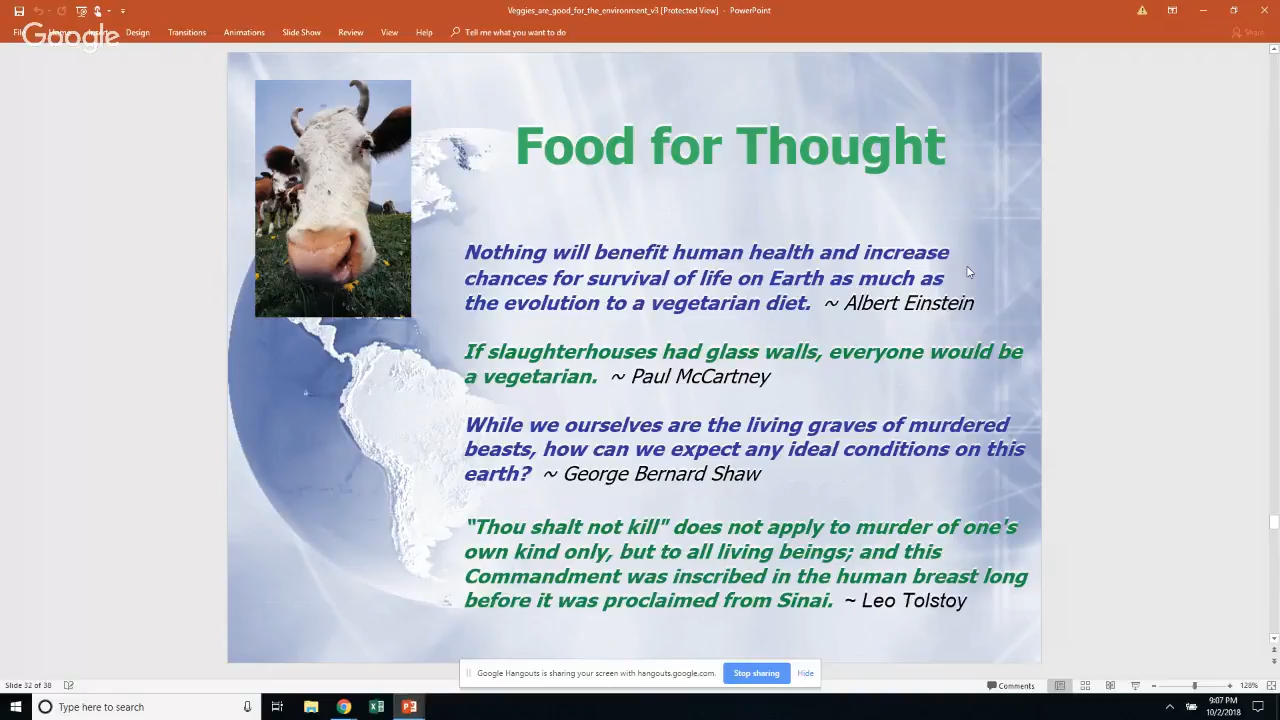 Veggies_are_good_for_the_environment_v3 [Protected View] - PowerPoint
Google
Design Transitions Animations Slide Show Review View Help Tell me what you want to do Share
Food for Thought
Nothing will benefit human health and increase
chances for survival of life on Earth as much as
the evolution to a vegetarian diet. ~ Albert Einstein
If slaughterhouses had glass walls, everyone would be
a vegetarian. ~ Paul McCartney
While we ourselves are the living graves of murdered
beasts, how can we expect any ideal conditions on this
earth? ~ George Bernard Shaw
“Thou shalt not kill" does not apply to murder of one's
own kind only, but to all living beings; and this
Commandment was inscribed in the human breast long
before it was proclaimed from Sinai. ~ Leo Tolstoy
Google Hangouts is sharing your screen with hangouts.google.com. Stop sharing Hide
Slide 32 of 38 Comments 128%
Type here to search
9:07 PM
10/2/2018